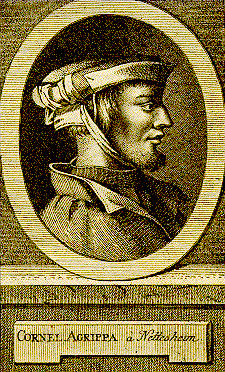 CORNEL. AGRIPPA à Nettesheim.